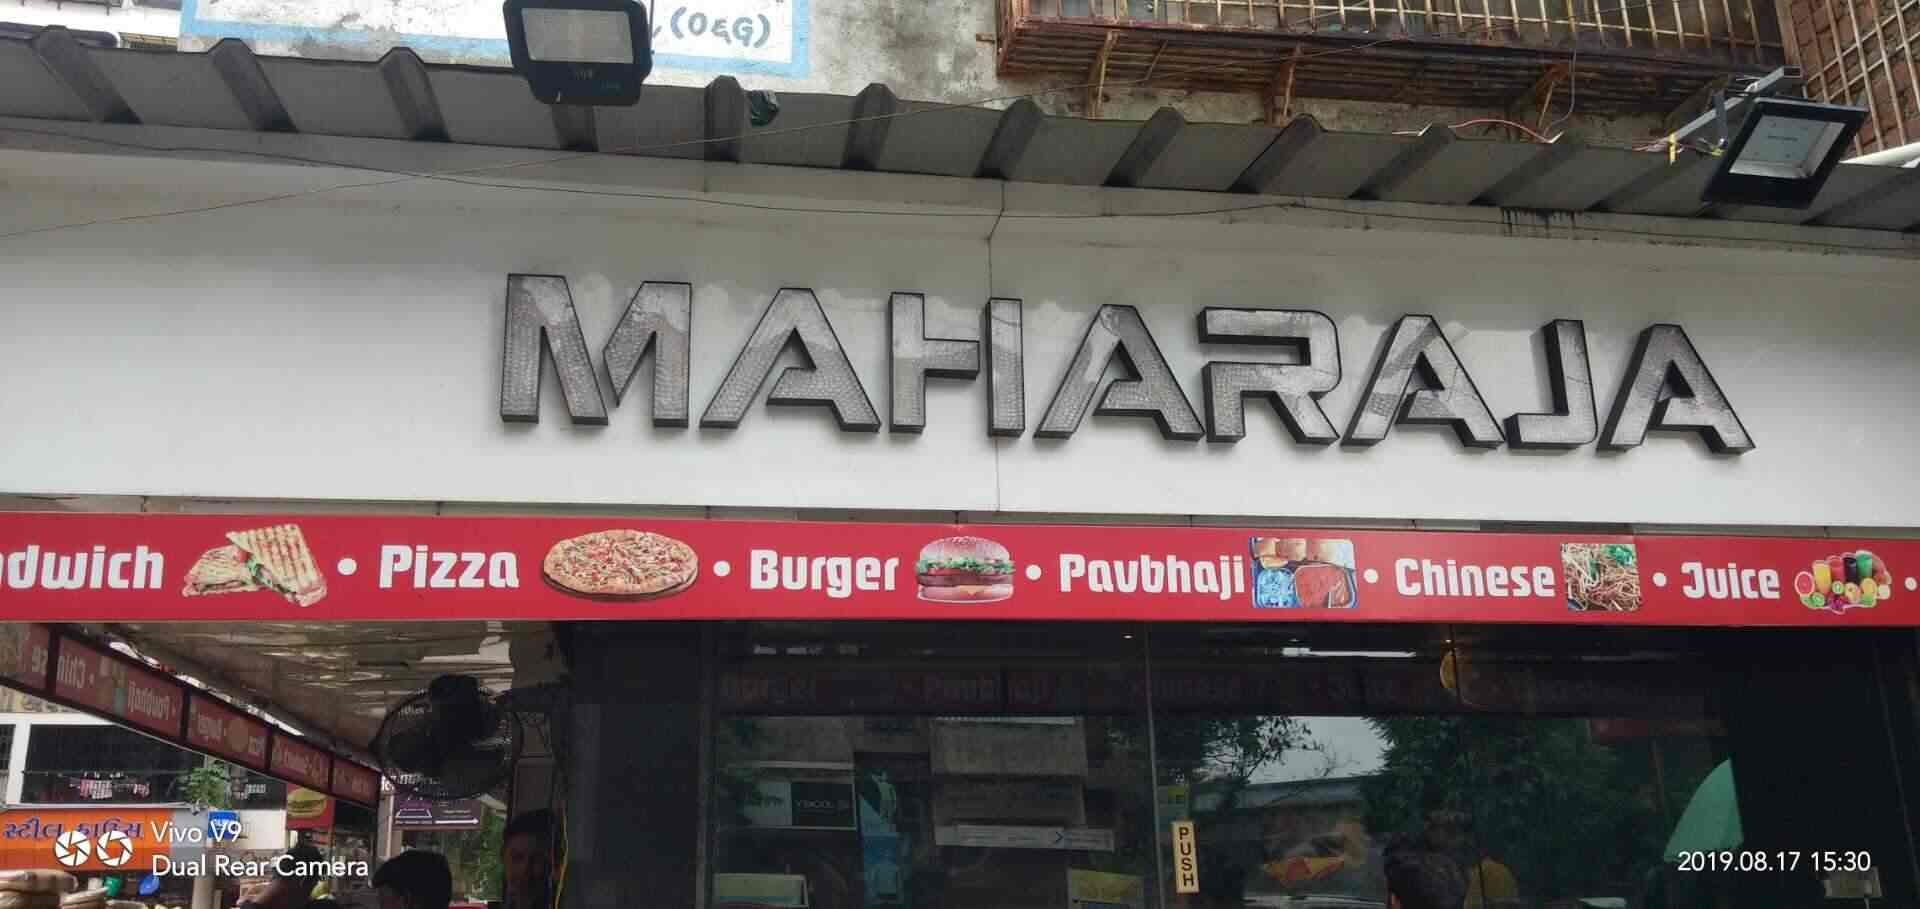 (O&G)
MAHARAJA
dwich • Pizza • Burger • Pavbhaji • Chinese • Juice •
PUSH
સ્ટીલ
Vivo V9
Dual Rear Camera
2019.08.17 15:30